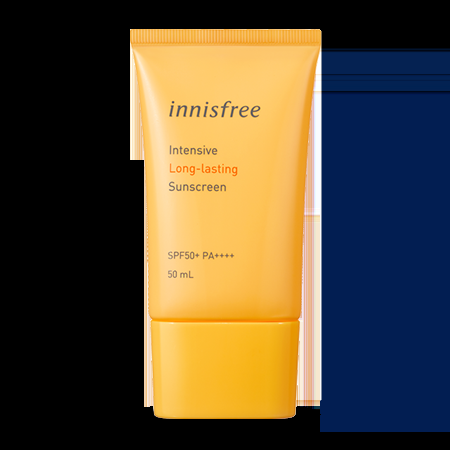 innisfree
Intensive
Long-lasting
Sunscreen
SPF50+ PA++++
50 mL